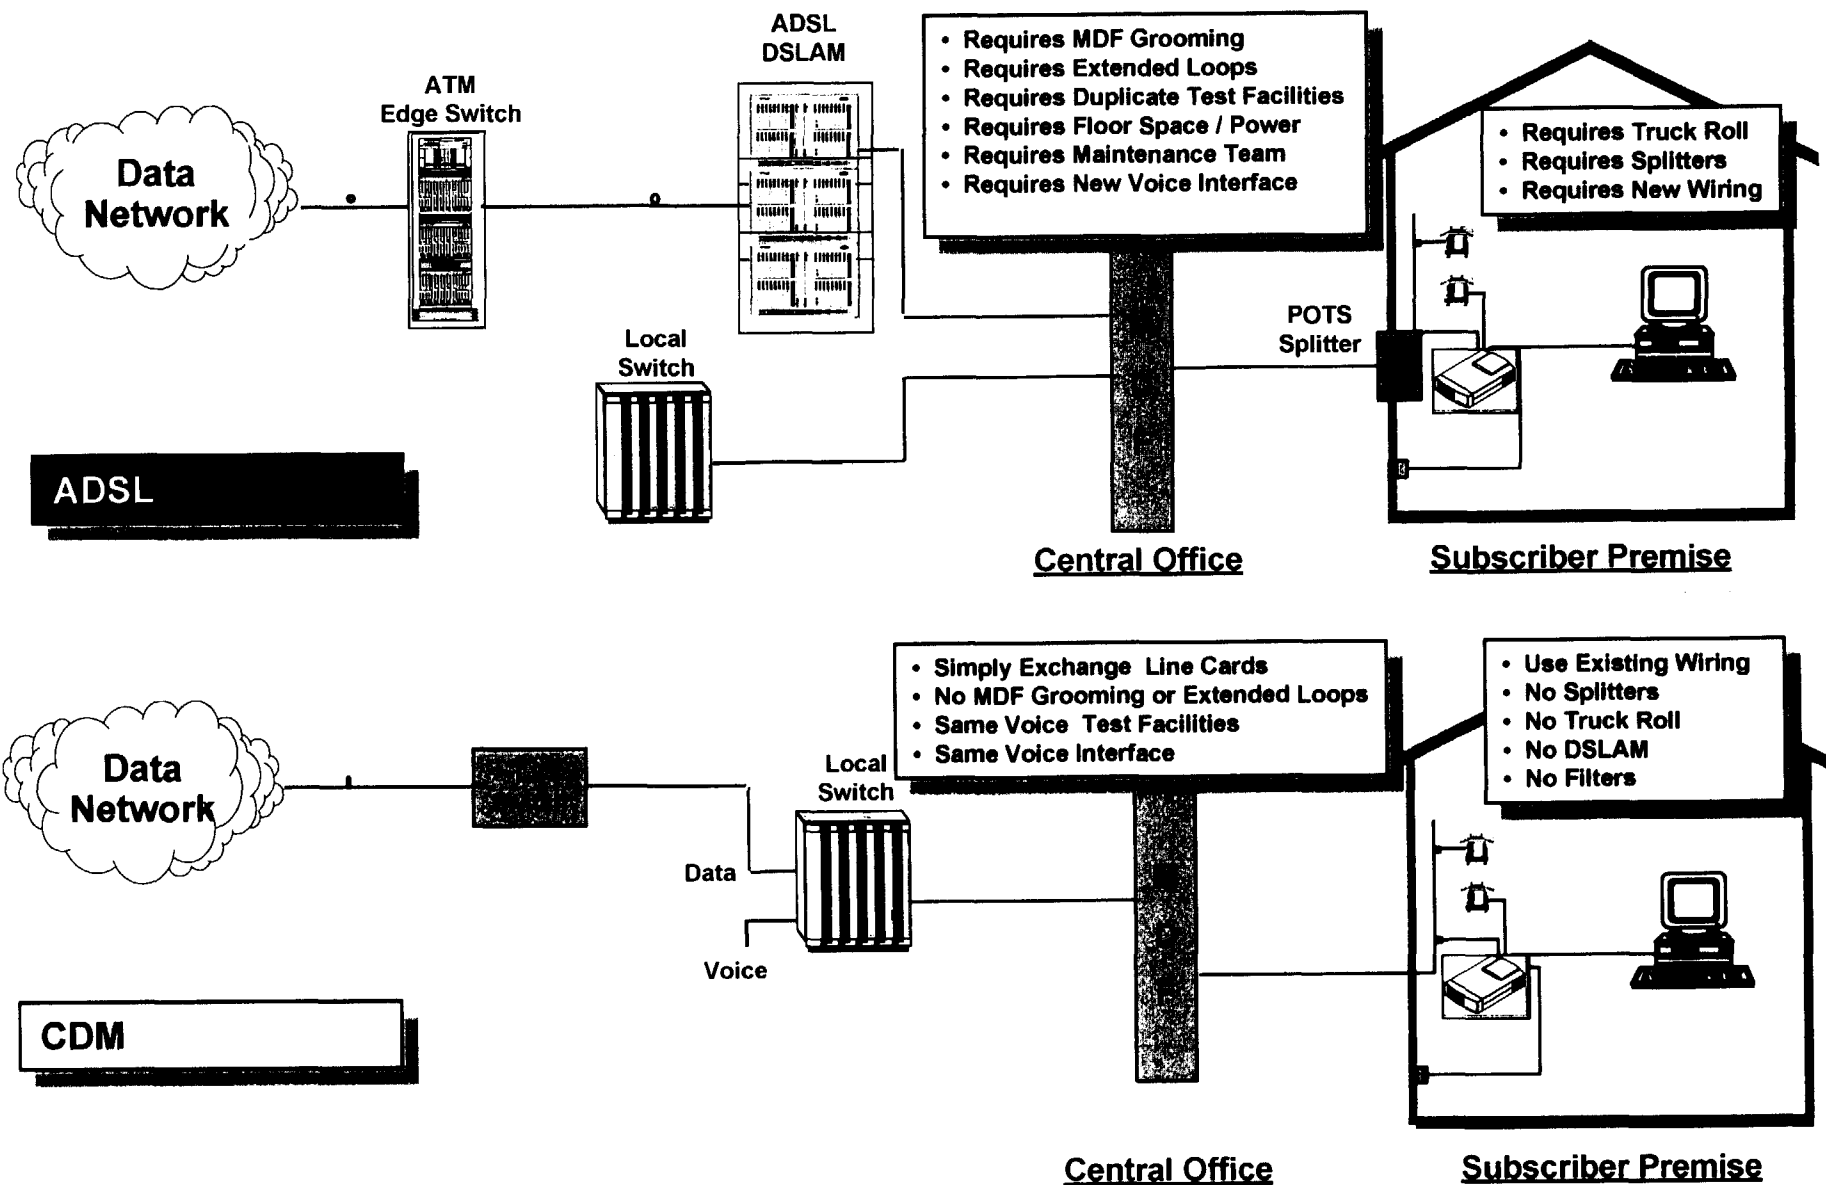 ADSL
DSLAM
ATM
Edge Switch
Data
Network
• Requires MDF Grooming
• Requires Extended Loops
• Requires Duplicate Test Facilities
• Requires Floor Space / Power
• Requires Maintenance Team
• Requires New Voice Interface
• Requires Truck Roll
• Requires Splitters
• Requires New Wiring
POTS
Splitter
Local
Switch
ADSL
Central Office
Subscriber Premise
• Simply Exchange Line Cards
• No MDF Grooming or Extended Loops
• Same Voice Test Facilities
• Same Voice Interface
• Use Existing Wiring
• No Splitters
• No Truck Roll
• No DSLAM
• No Filters
Data
Network
Local
Switch
Data
Voice
CDM
Central Office
Subscriber Premise